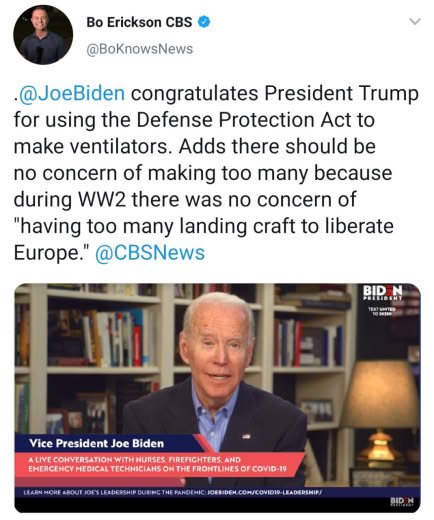 Bo Erickson CBS
@BoKnowsNews
.@JoeBiden congratulates President Trump
for using the Defense Protection Act to
make ventilators. Adds there should be
no concern of making too many because
during WW2 there was no concern of
"having too many landing craft to liberate
Europe." @CBSNews
BIDEN
PRESIDENT
TEXT UNITED
TO 30330
Vice President Joe Biden
A LIVE CONVERSATION WITH NURSES, FIREFIGHTERS, AND
EMERGENCY MEDICAL TECHNICIANS ON THE FRONTLINES OF COVID-19
LEARN MORE ABOUT JOE'S LEADERSHIP DURING THE PANDEMIC: JOEBIDEN.COM/COVID19-LEADERSHIP/
BIDEN
PRESIDENT